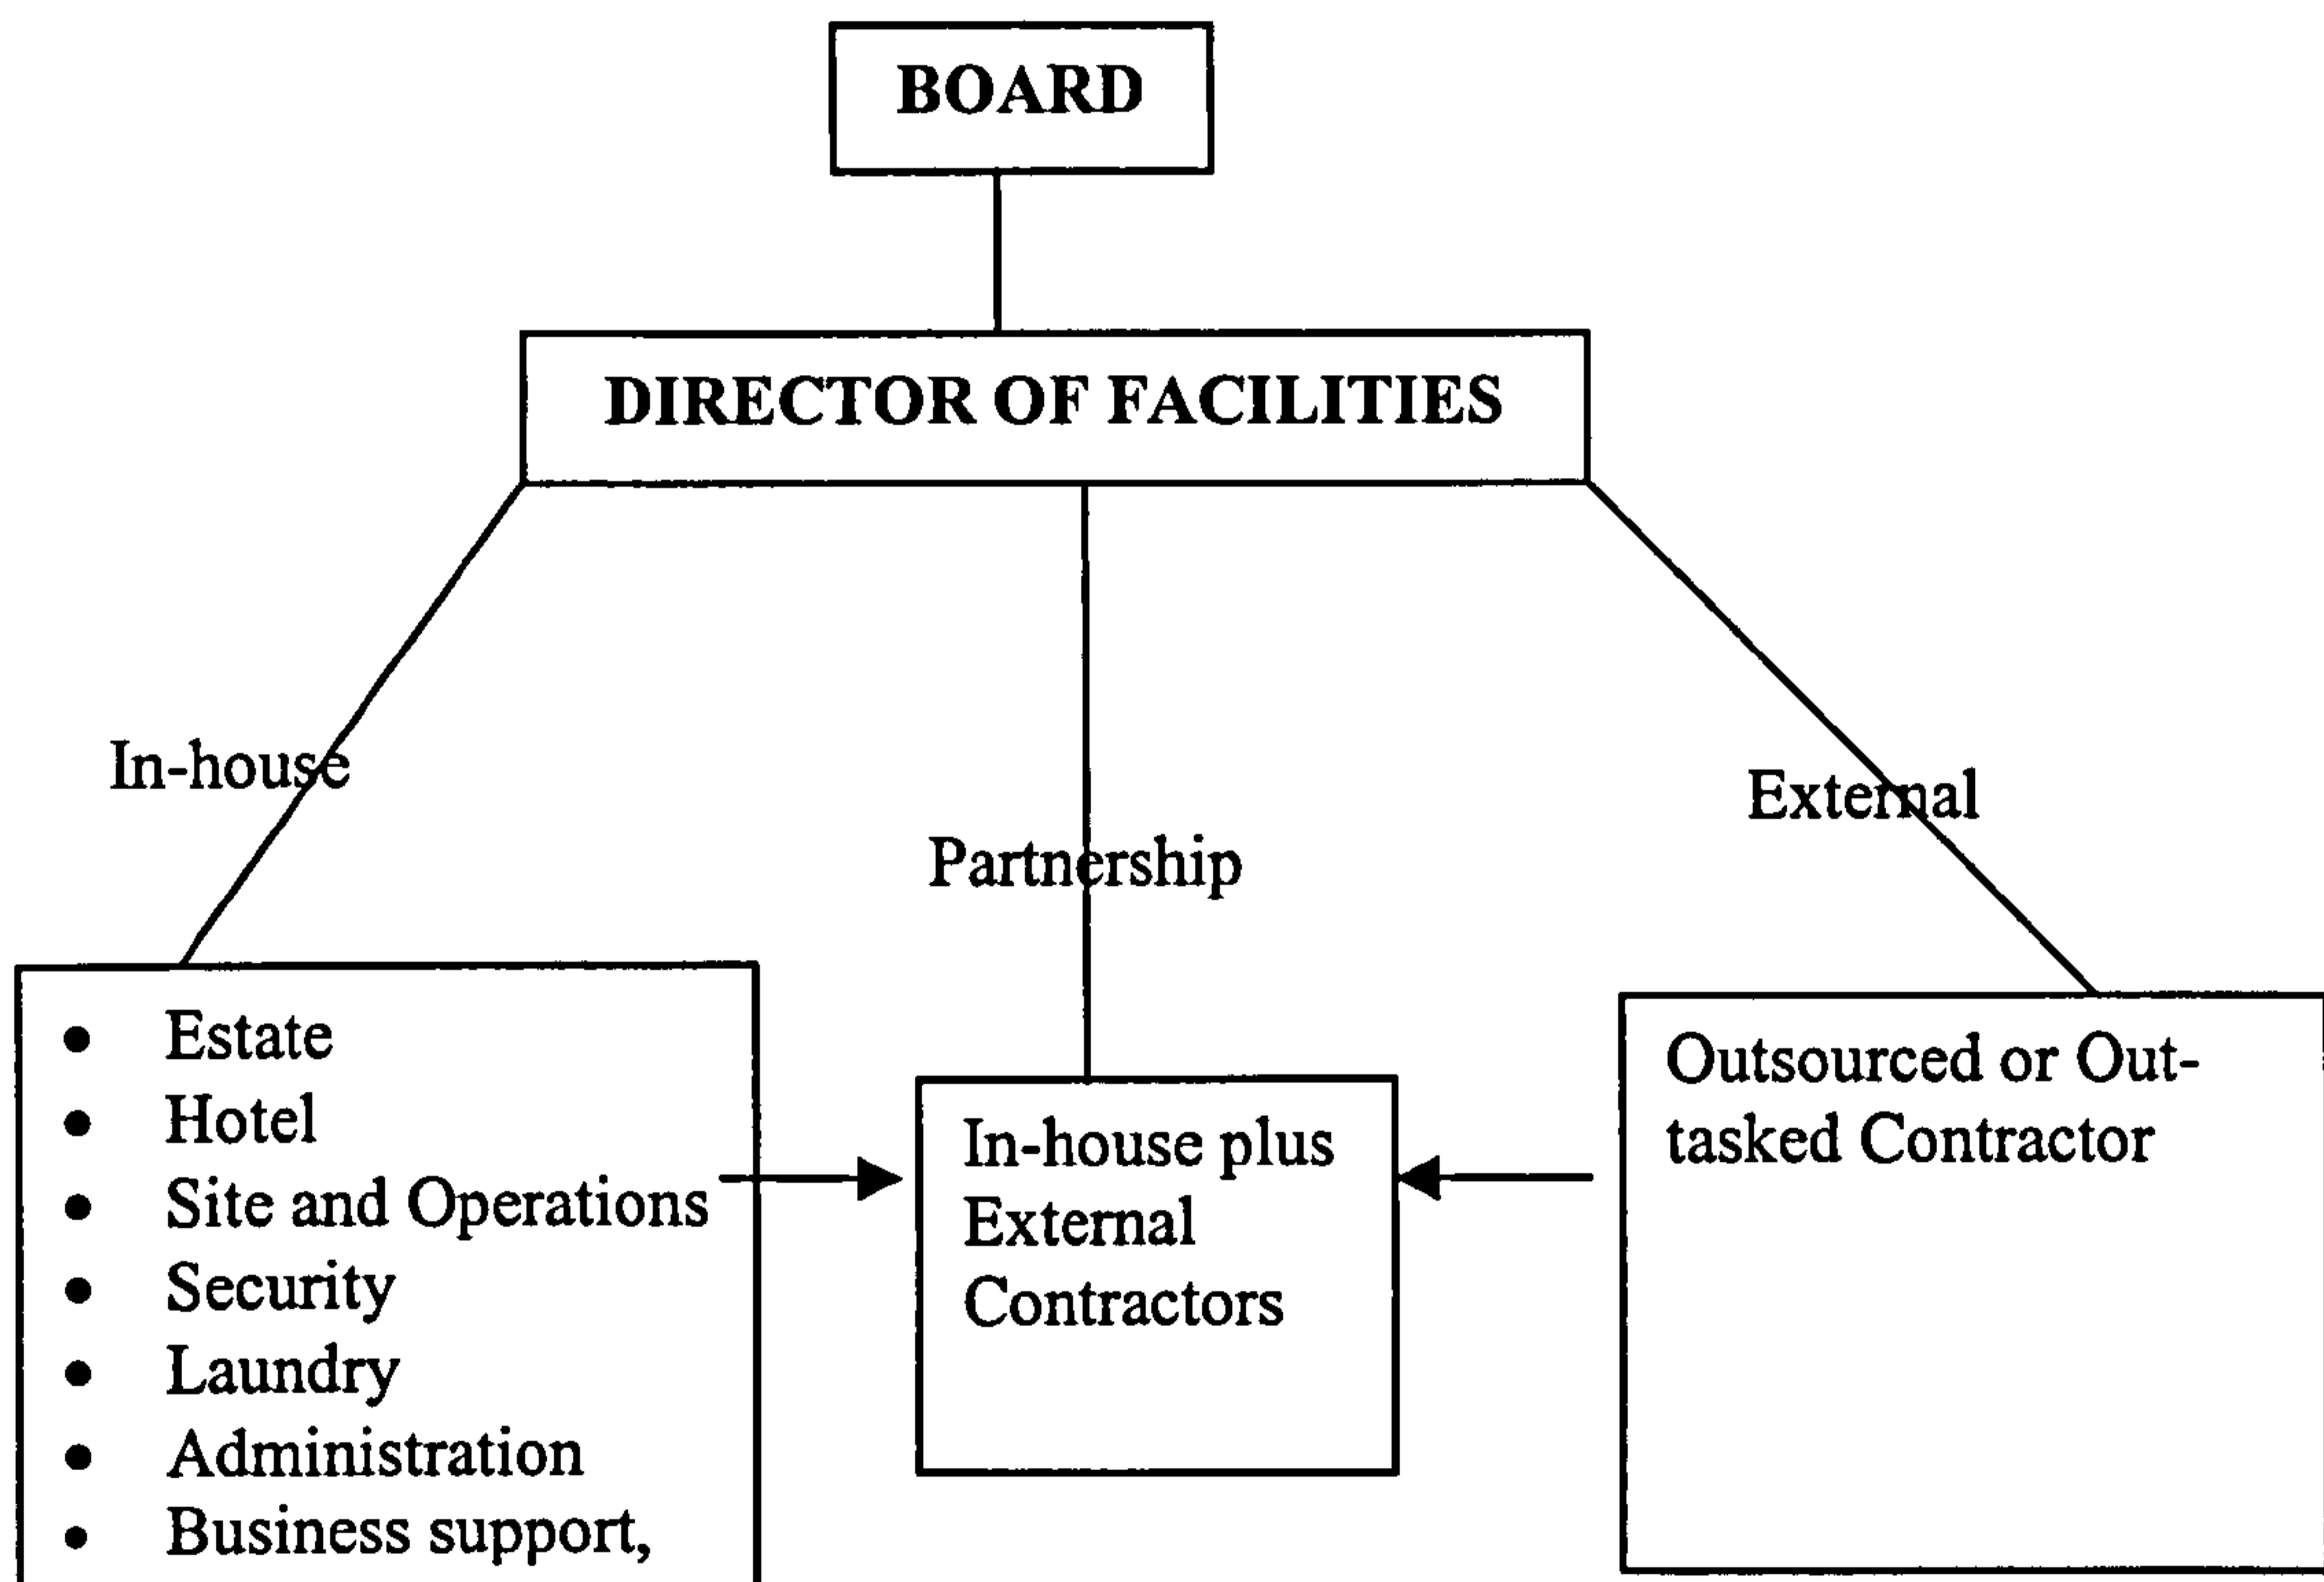 BOARD
DIRECTOR OF FACILITIES
In-house
External
Partnership
• Estate
• Hotel
• Site and Operations
• Security
• Laundry
• Administration
• Business support,
In-house plus
External
Contractors
Outsourced or Out-
tasked Contractor